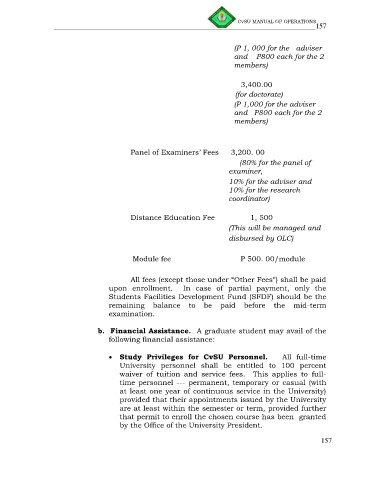 CvSU MANUAL OF OPERATIONS
157
(P 1, 000 for the adviser
and P800 each for the 2
members)
3,400.00
(for doctorate)
(P 1,000 for the adviser
and P800 each for the 2
members)
Panel of Examiners' Fees 3,200. 00
(80% for the panel of
examiner,
10% for the adviser and
10% for the research
coordinator)
Distance Education Fee 1, 500
(This will be managed and
disbursed by OLC)
Module fee P 500. 00/module
All fees (except those under "Other Fees") shall be paid
upon enrollment. In case of partial payment, only the
Students Facilities Development Fund (SFDF) should be the
remaining balance to be paid before the mid-term
examination.
b. Financial Assistance. A graduate student may avail of the
following financial assistance:
• Study Privileges for CvSU Personnel. All full-time
University personnel shall be entitled to 100 percent
waiver of tuition and service fees. This applies to full-
time personnel --- permanent, temporary or casual (with
at least one year of continuous service in the University)
provided that their appointments issued by the University
are at least within the semester or term, provided further
that permit to enroll the chosen course has been granted
by the Office of the University President.
157